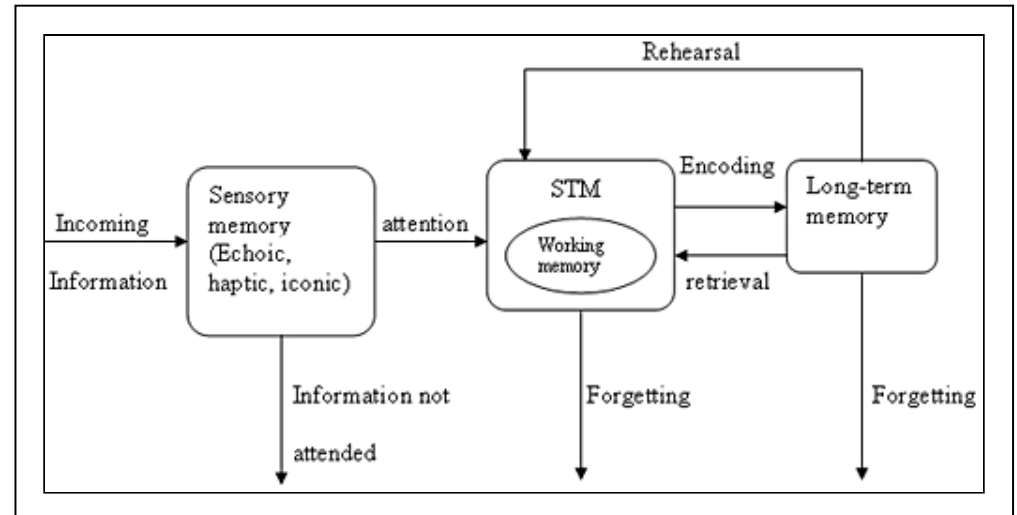 Rehearsal
Incoming
Information
Sensory
memory
(Echoic,
haptic, iconic)
attention
STM
Working
memory
Encoding
retrieval
Long-term
memory
Information not
attended
Forgetting
Forgetting